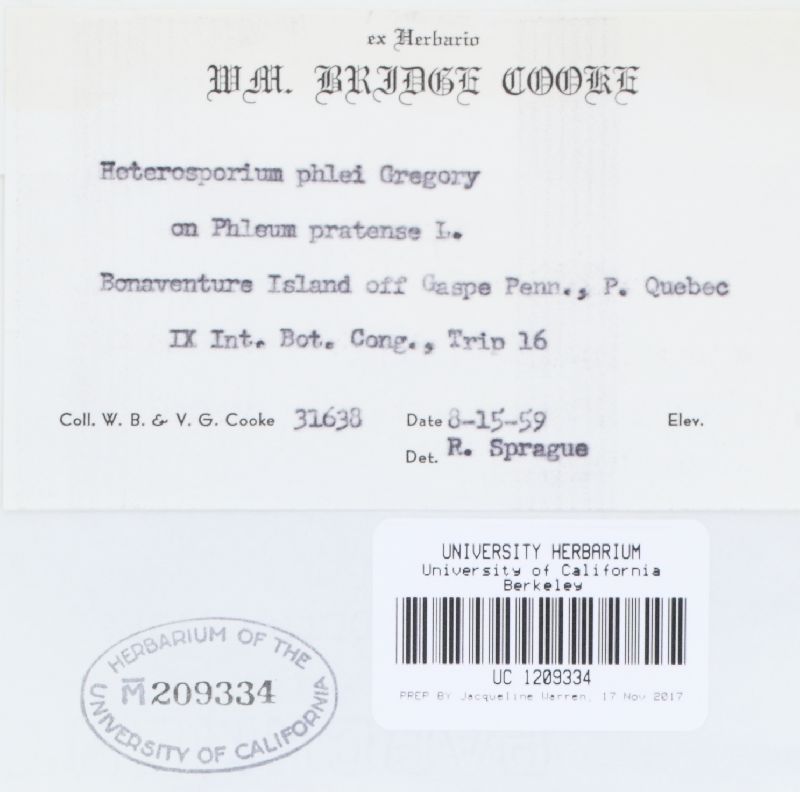 ex Herbario
WM. BRIDGE COOKE
Heterosporium phlei Gregory
on Phleum pratense L.
Bonaventure Island off Gaspe Penn., P. Quebec
IX Int. Bot. Cong., Trip 16
Coll. W. B. & V. G. Cooke 31638 Date 8-15-59 Elev.
Det. R. Sprague
UNIVERSITY HERBARIUM
University of California
Berkeley
UC 1209334
PREP BY Jacqueline Warren, 17 Nov 2017
HERBARIUM OF THE
M209334
UNIVERSITY OF CALIFORNIA